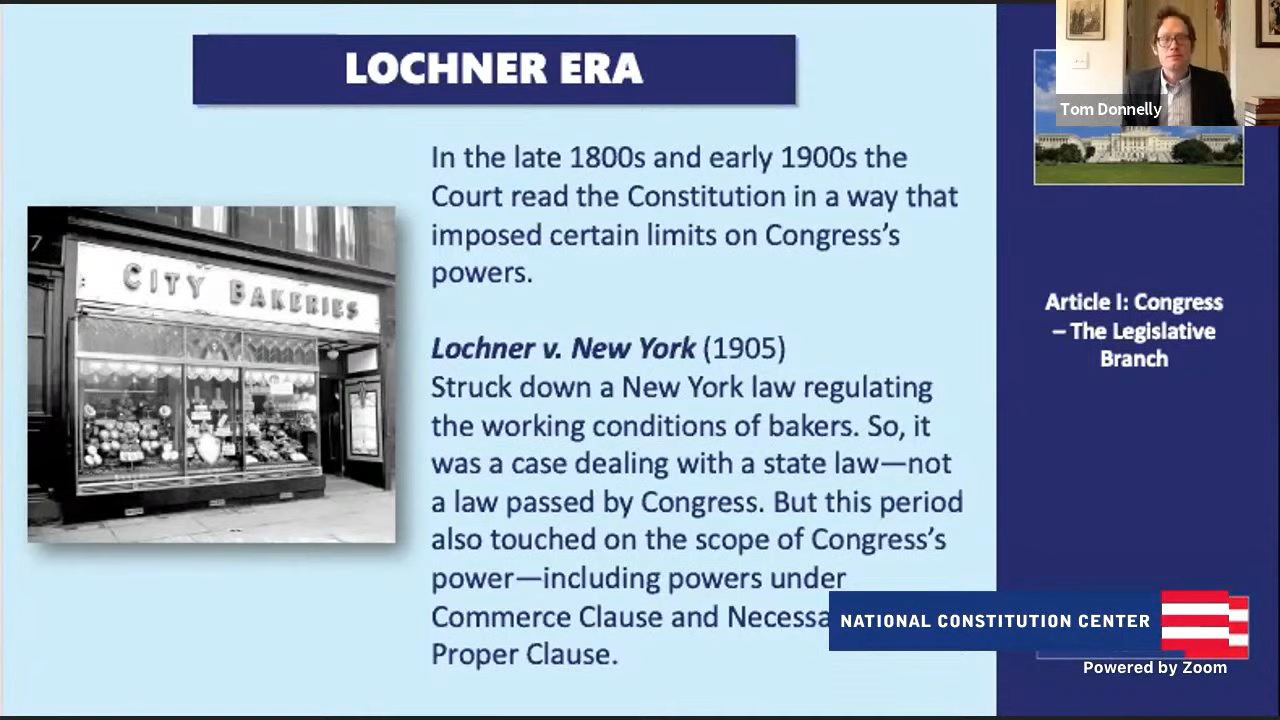 LOCHNER ERA
In the late 1800s and early 1900s the
Court read the Constitution in a way that
imposed certain limits on Congress’s
powers.
Lochner v. New York (1905)
Struck down a New York law regulating
the working conditions of bakers. So, it
was a case dealing with a state law—not
a law passed by Congress. But this period
also touched on the scope of Congress’s
power—including powers under
Commerce Clause and Necessa
Proper Clause.
7
CITY BAKERIES
Tom Donnelly
Article I: Congress
– The Legislative
Branch
NATIONAL CONSTITUTION CENTER
Powered by Zoom